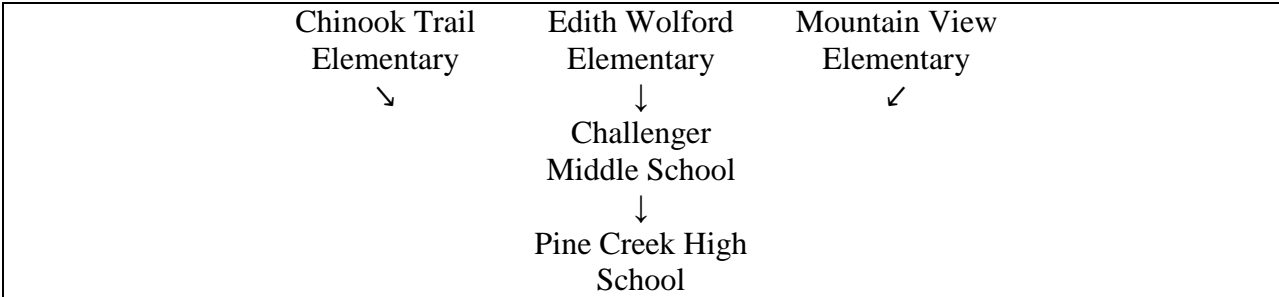 Chinook Trail Edith Wolford Mountain View
Elementary Elementary Elementary
↘ ↓ ↙
Challenger
Middle School
↓
Pine Creek High
School